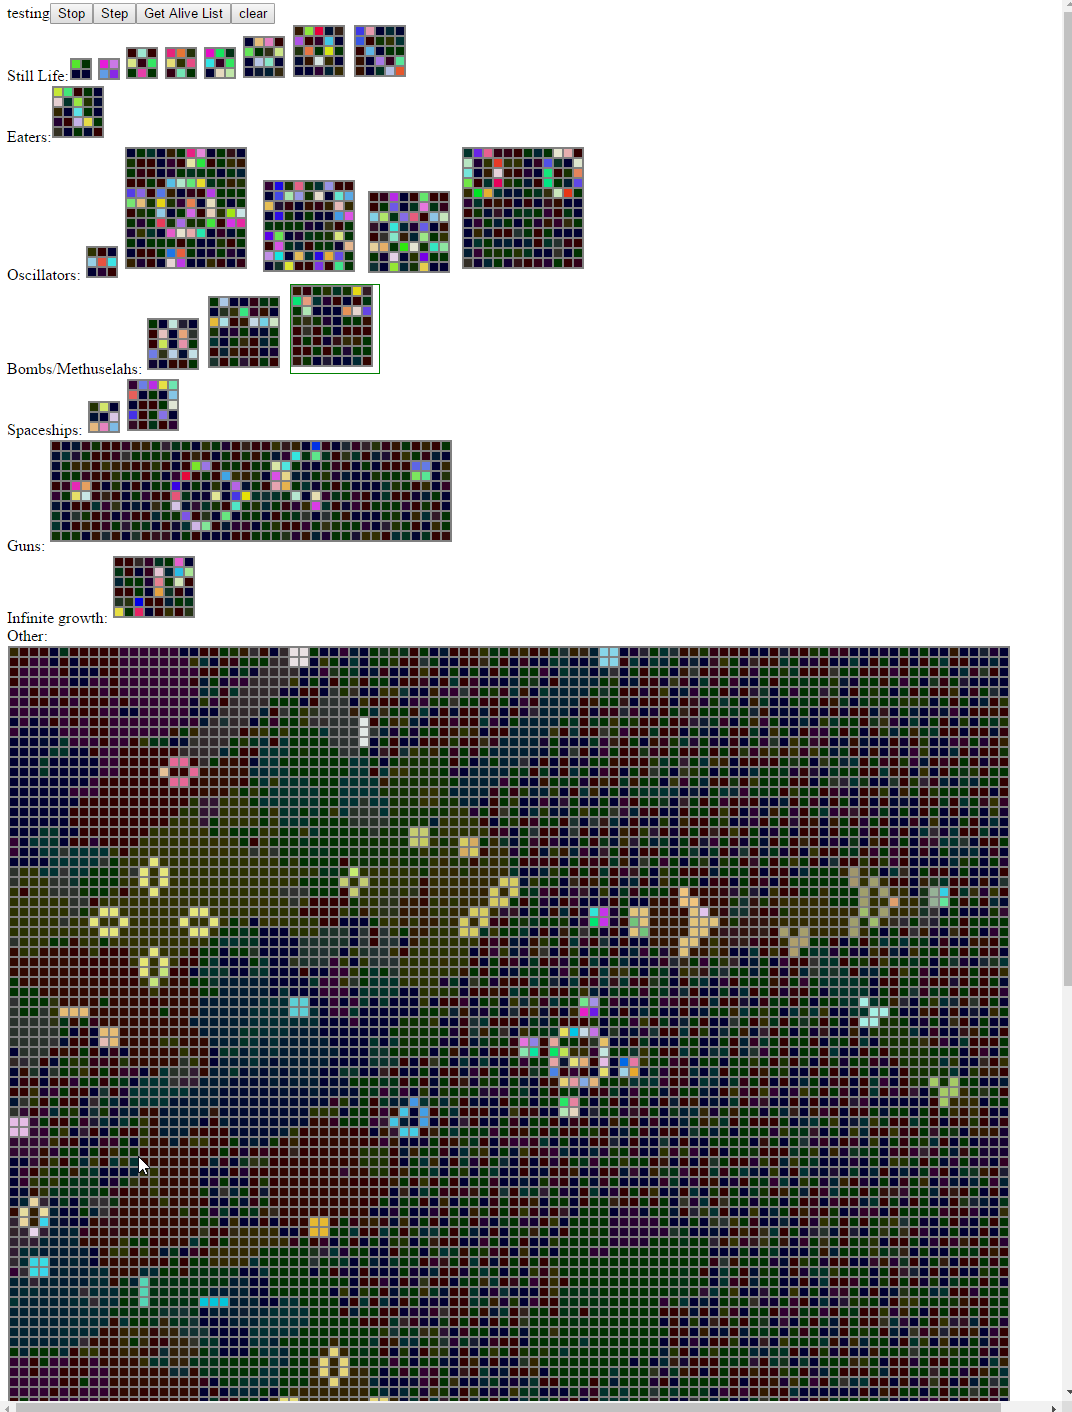 testing Stop Step Get Alive List clear
Still Life:
Eaters:
Oscillators:
Bombs/Methuselahs:
Spaceships:
Guns:
Infinite growth:
Other: